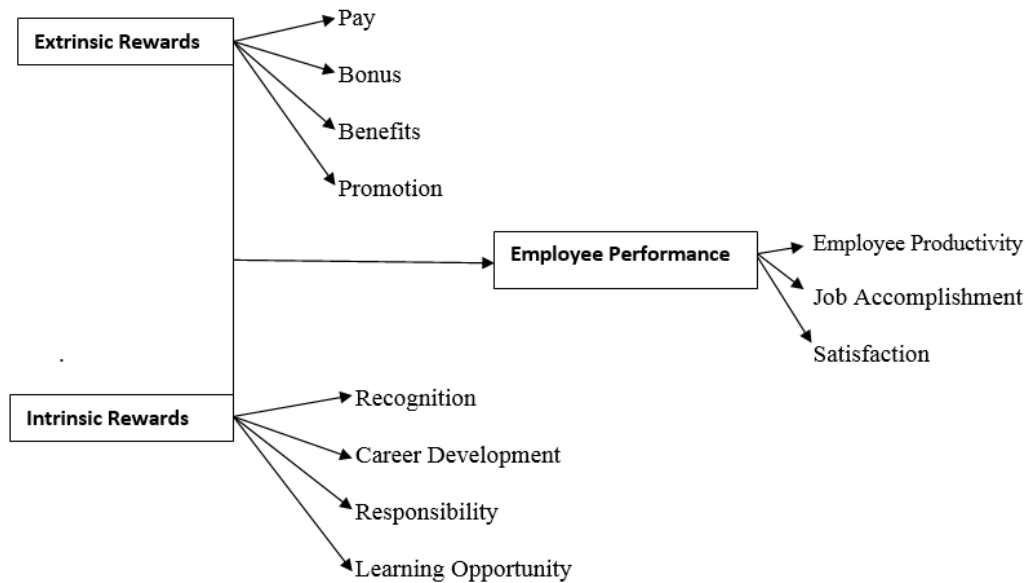 Extrinsic Rewards
Pay
Bonus
Benefits
Promotion
Employee Performance
Employee Productivity
Job Accomplishment
Satisfaction
Intrinsic Rewards
Recognition
Career Development
Responsibility
Learning Opportunity